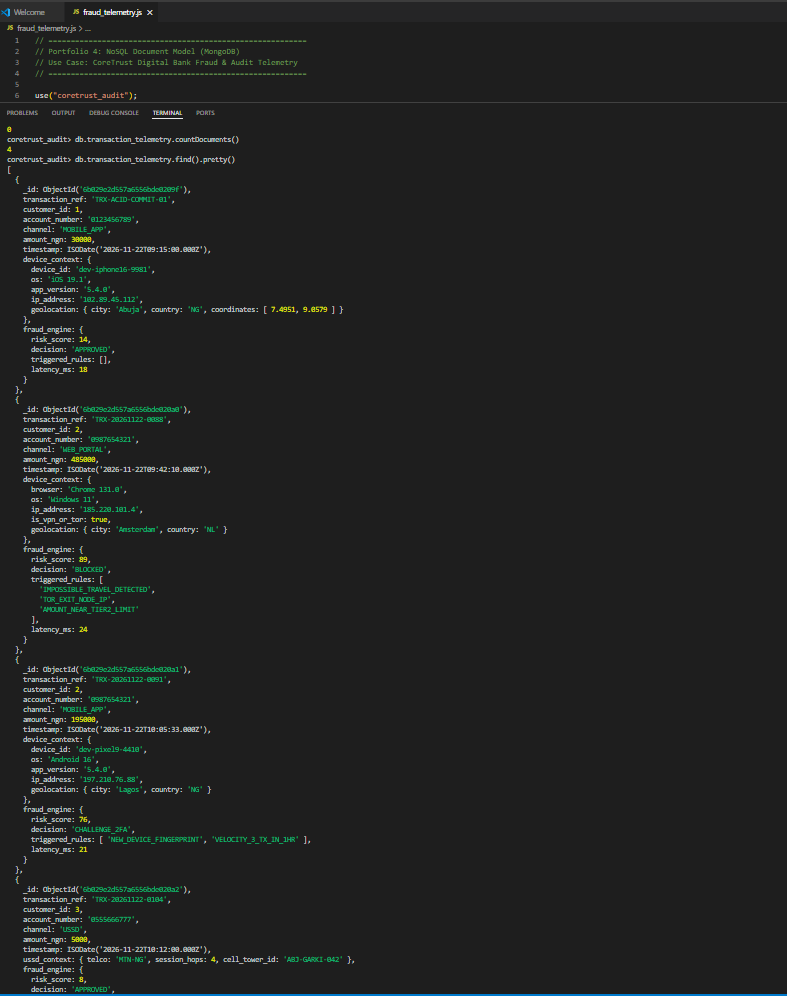 Welcome
JS fraud_telemetry.js ×
JS fraud_telemetry.js > ...
1 // ==========================================================
2 // Portfolio 4: NoSQL Document Model (MongoDB)
3 // Use Case: CoreTrust Digital Bank Fraud & Audit Telemetry
4 // ==========================================================
5
6 use("coretrust_audit");
PROBLEMS OUTPUT DEBUG CONSOLE TERMINAL PORTS
0
coretrust_audit> db.transaction_telemetry.countDocuments()
4
coretrust_audit> db.transaction_telemetry.find().pretty()
[
  {
    _id: ObjectId('6b029e2d557a6556bde0209f'),
    transaction_ref: 'TRX-ACID-COMMIT-01',
    customer_id: 1,
    account_number: '0123456789',
    channel: 'MOBILE_APP',
    amount_ngn: 30000,
    timestamp: ISODate('2026-11-22T09:15:00.000Z'),
    device_context: {
      device_id: 'dev-iphone16-9981',
      os: 'iOS 19.1',
      app_version: '5.4.0',
      ip_address: '102.89.45.112',
      geolocation: { city: 'Abuja', country: 'NG', coordinates: [ 7.4951, 9.0579 ] }
    },
    fraud_engine: {
      risk_score: 14,
      decision: 'APPROVED',
      triggered_rules: [],
      latency_ms: 18
    }
  },
  {
    _id: ObjectId('6b029e2d557a6556bde020a0'),
    transaction_ref: 'TRX-20261122-0088',
    customer_id: 2,
    account_number: '0987654321',
    channel: 'WEB_PORTAL',
    amount_ngn: 485000,
    timestamp: ISODate('2026-11-22T09:42:10.000Z'),
    device_context: {
      browser: 'Chrome 131.0',
      os: 'Windows 11',
      ip_address: '185.220.101.4',
      is_vpn_or_tor: true,
      geolocation: { city: 'Amsterdam', country: 'NL' }
    },
    fraud_engine: {
      risk_score: 89,
      decision: 'BLOCKED',
      triggered_rules: [
        'IMPOSSIBLE_TRAVEL_DETECTED',
        'TOR_EXIT_NODE_IP',
        'AMOUNT_NEAR_TIER2_LIMIT'
      ],
      latency_ms: 24
    }
  },
  {
    _id: ObjectId('6b029e2d557a6556bde020a1'),
    transaction_ref: 'TRX-20261122-0091',
    customer_id: 2,
    account_number: '0987654321',
    channel: 'MOBILE_APP',
    amount_ngn: 195000,
    timestamp: ISODate('2026-11-22T10:05:33.000Z'),
    device_context: {
      device_id: 'dev-pixel9-4410',
      os: 'Android 16',
      app_version: '5.4.0',
      ip_address: '197.210.76.88',
      geolocation: { city: 'Lagos', country: 'NG' }
    },
    fraud_engine: {
      risk_score: 76,
      decision: 'CHALLENGE_2FA',
      triggered_rules: [ 'NEW_DEVICE_FINGERPRINT', 'VELOCITY_3_TX_IN_1HR' ],
      latency_ms: 21
    }
  },
  {
    _id: ObjectId('6b029e2d557a6556bde020a2'),
    transaction_ref: 'TRX-20261122-0104',
    customer_id: 3,
    account_number: '0555666777',
    channel: 'USSD',
    amount_ngn: 5000,
    timestamp: ISODate('2026-11-22T10:12:00.000Z'),
    ussd_context: { telco: 'MTN-NG', session_hops: 4, cell_tower_id: 'ABJ-GARKI-042' },
    fraud_engine: {
      risk_score: 8,
      decision: 'APPROVED',